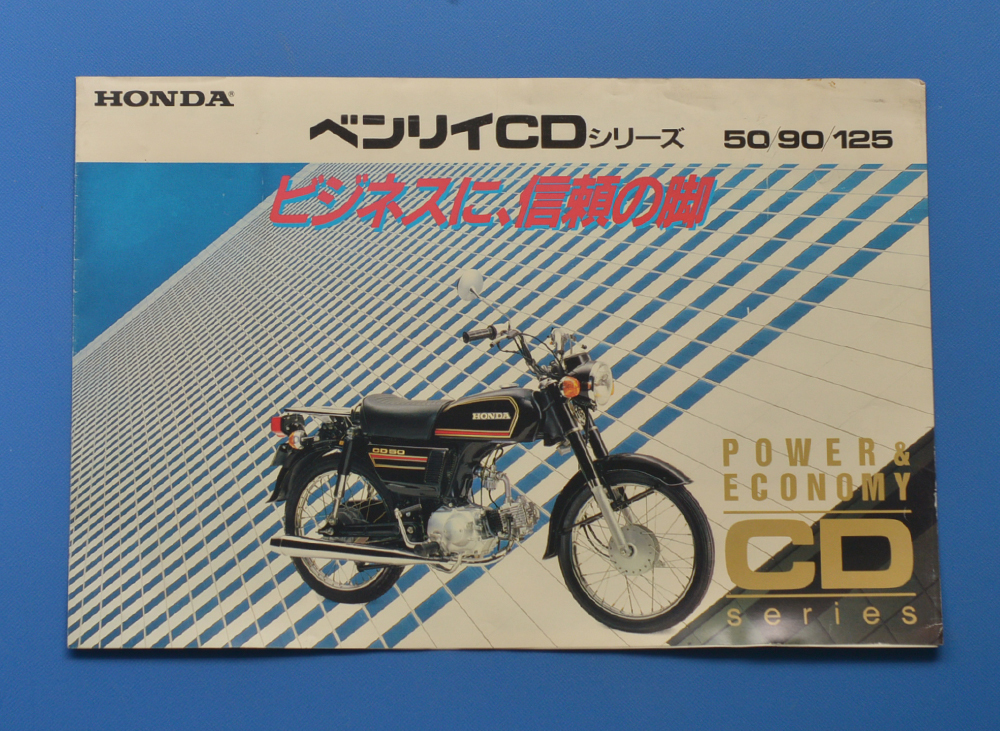 HONDA®
ベンリイCDシリーズ 50/90/125
ビジネスに、信頼の脚
HONDA
CD50
POWER &
ECONOMY
CD
series